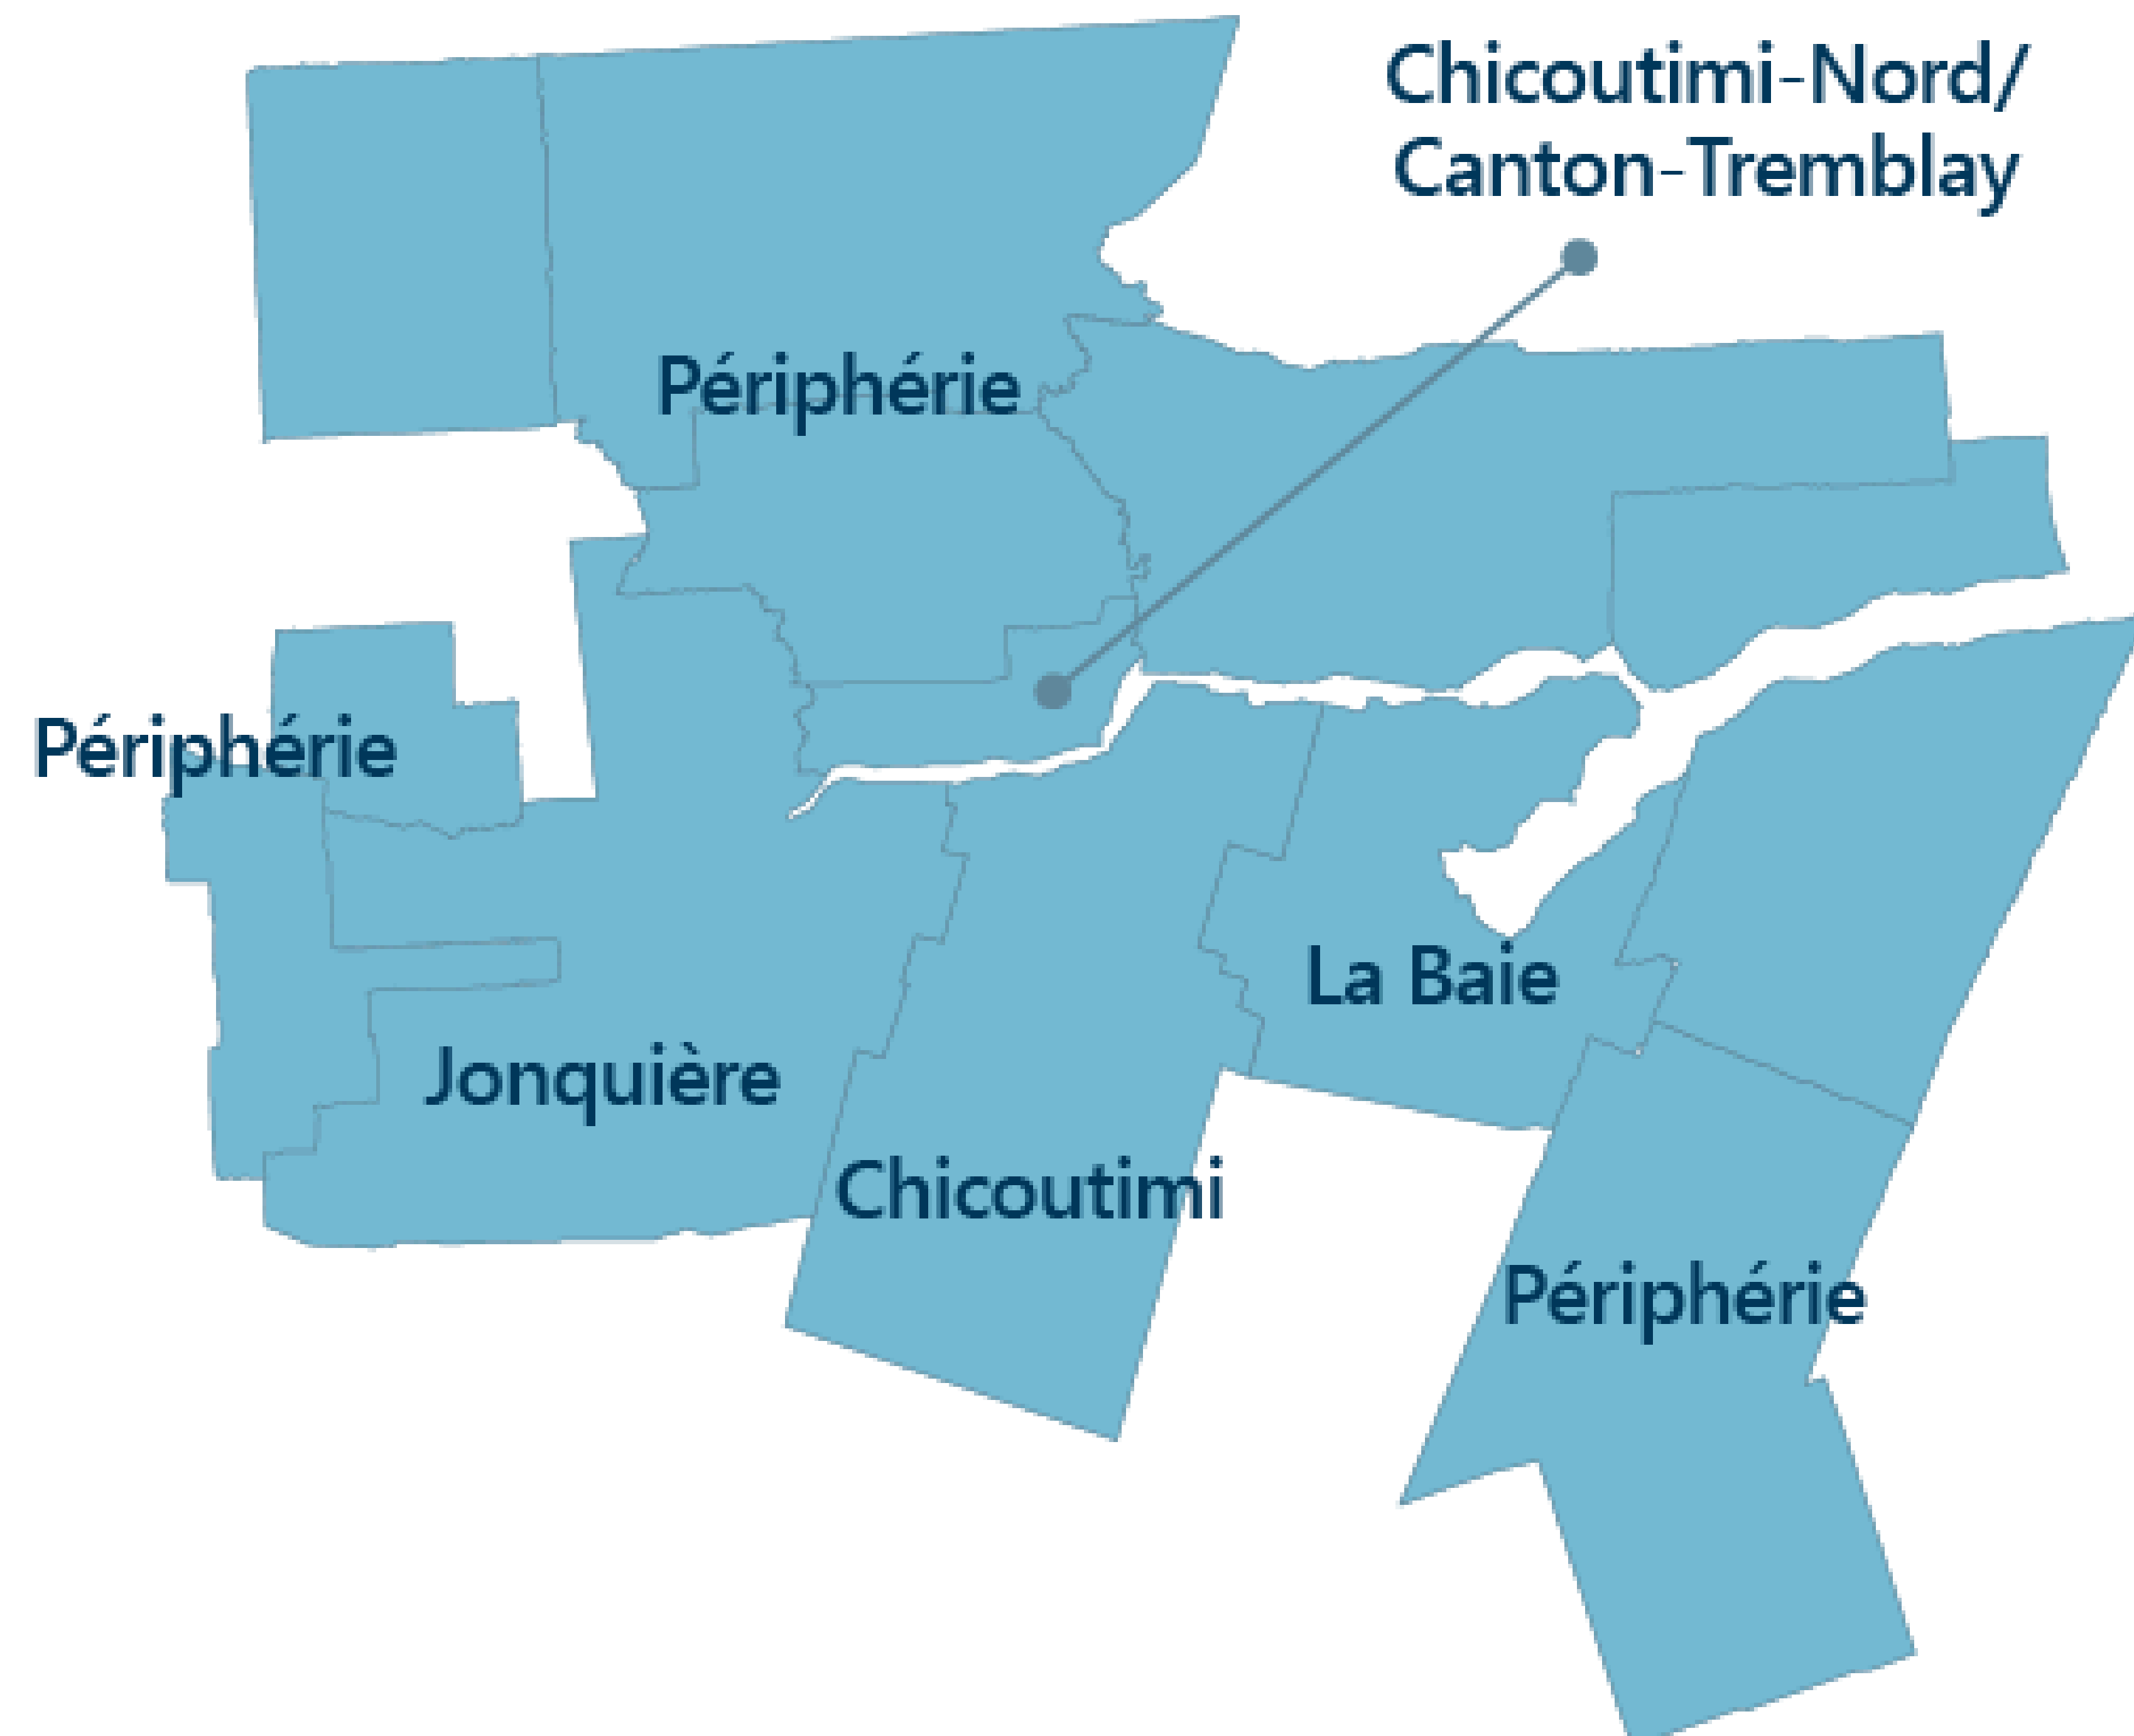 Chicoutimi-Nord/
Canton-Tremblay
Périphérie
Périphérie
La Baie
Jonquière
Chicoutimi
Périphérie